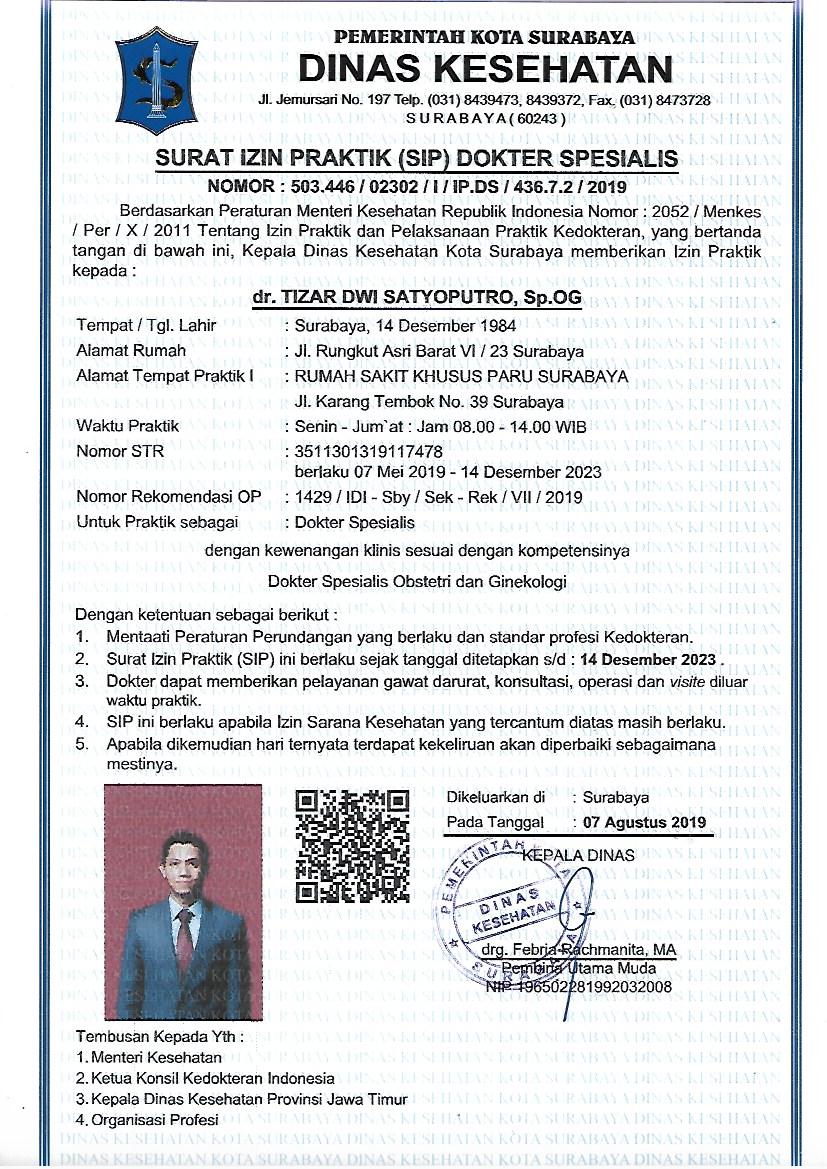 PEMERINTAH KOTA SURABAYA
DINAS KESEHATAN
Jl. Jemursari No. 197 Telp. (031) 8439473, 8439372, Fax. (031) 8473728
SURABAYA ( 60243 )
SURAT IZIN PRAKTIK (SIP) DOKTER SPESIALIS
NOMOR : 503.446 / 02302 / I / IP.DS / 436.7.2 / 2019
Berdasarkan Peraturan Menteri Kesehatan Republik Indonesia Nomor : 2052 / Menkes
/ Per / X / 2011 Tentang Izin Praktik dan Pelaksanaan Praktik Kedokteran, yang bertanda
tangan di bawah ini, Kepala Dinas Kesehatan Kota Surabaya memberikan Izin Praktik
kepada :
dr. TIZAR DWI SATYOPUTRO, Sp.OG
Tempat / Tgl. Lahir : Surabaya, 14 Desember 1984
Alamat Rumah : Jl. Rungkut Asri Barat VI / 23 Surabaya
Alamat Tempat Praktik I : RUMAH SAKIT KHUSUS PARU SURABAYA
Jl. Karang Tembok No. 39 Surabaya
Waktu Praktik : Senin - Jum`at : Jam 08.00 - 14.00 WIB
Nomor STR : 3511301319117478
berlaku 07 Mei 2019 - 14 Desember 2023
Nomor Rekomendasi OP : 1429 / IDI - Sby / Sek - Rek / VII / 2019
Untuk Praktik sebagai : Dokter Spesialis
dengan kewenangan klinis sesuai dengan kompetensinya
Dokter Spesialis Obstetri dan Ginekologi
Dengan ketentuan sebagai berikut :
1. Mentaati Peraturan Perundangan yang berlaku dan standar profesi Kedokteran.
2. Surat Izin Praktik (SIP) ini berlaku sejak tanggal ditetapkan s/d : 14 Desember 2023 .
3. Dokter dapat memberikan pelayanan gawat darurat, konsultasi, operasi dan visite diluar
waktu praktik.
4. SIP ini berlaku apabila Izin Sarana Kesehatan yang tercantum diatas masih berlaku.
5. Apabila dikemudian hari ternyata terdapat kekeliruan akan diperbaiki sebagaimana
mestinya.
Dikeluarkan di : Surabaya
Pada Tanggal : 07 Agustus 2019
KEPALA DINAS
PEMERINTAH
DINAS
KESEHATAN
SURABAYA
drg. Febria Rachmanita, MA
Pembina Utama Muda
NIP 196502281992032008
Tembusan Kepada Yth :
1. Menteri Kesehatan
2. Ketua Konsil Kedokteran Indonesia
3. Kepala Dinas Kesehatan Provinsi Jawa Timur
4. Organisasi Profesi
DINAS KESEHATAN KOTA SURABAYA